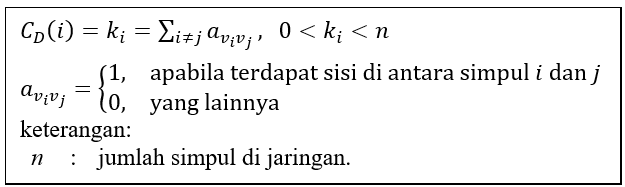 C_D(i) = k_i = ∑_{i≠j} a_{v_i v_j} ,  0 < k_i < n
a_{v_i v_j} = { 1,  apabila terdapat sisi di antara simpul i dan j
0,  yang lainnya
keterangan:
n : jumlah simpul di jaringan.